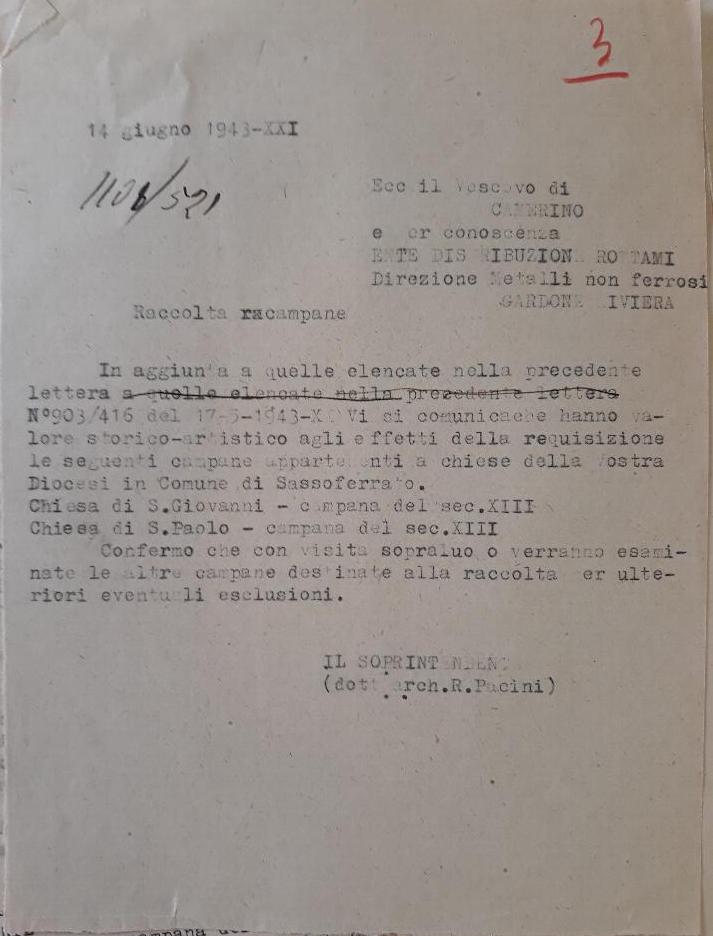 3
14 giugno 1943-XXI
1101/521
Ecc il Vescovo di
CAMERINO
e er conoscenza
ENTE DISTRIBUZIONE ROTTAMI
Direzione Metalli non ferrosi
GARDONE RIVIERA
Raccolta racampane
In aggiunta a quelle elencate nella precedente
lettera a quelle elencate nella precedente lettera
N°903/416 del 17-5-1943-X Vi si comunicache hanno va-
lore storico-artistico agli effetti della requisizione
le seguenti campane appartenenti a chiese della Vostra
Diocesi in Comune di Sassoferrato.
Chiesa di S.Giovanni - campana del sec.XIII
Chiesa di S.Paolo - campana del sec.XIII
Confermo che con visita sopraluo o verranno esami-
nate le altre campane destinate alla raccolta er ulte-
riori eventuali esclusioni.
IL SOPRINTENDENTE
(dott arch.R.Pacini)